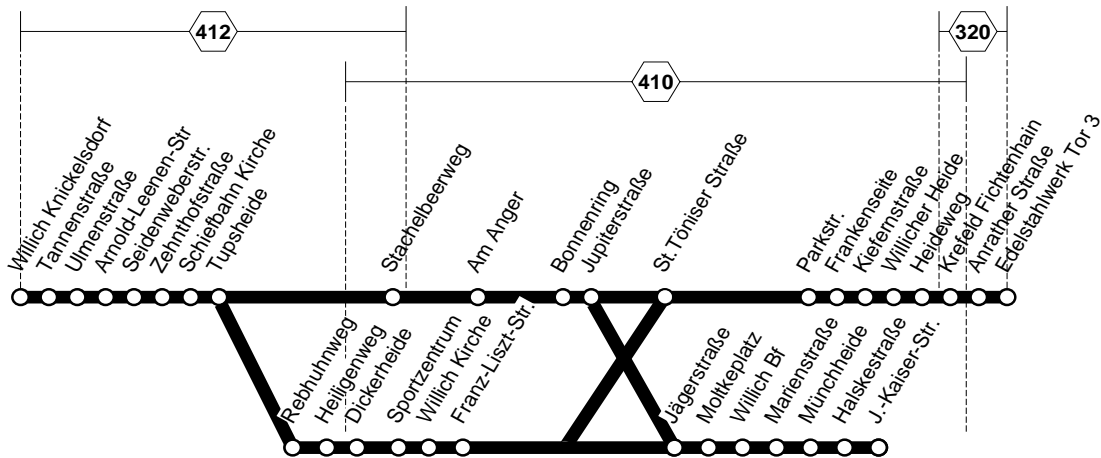 412
320
410
Willich Knickelsdorf
Tannenstraße
Ulmenstraße
Arnold-Leenen-Str
Seidenweberstr.
Zehnthofstraße
Schiefbahn Kirche
Tupsheide
Stachelbeerweg
Am Anger
Bonnenring
Jupiterstraße
St. Töniser Straße
Parkstr.
Frankenseite
Kiefernstraße
Willicher Heide
Heideweg
Krefeld Fichtenhain
Anrather Straße
Edelstahlwerk Tor 3
Rebhuhnweg
Heiligenweg
Dickerheide
Sportzentrum
Willich Kirche
Franz-Liszt-Str.
Jägerstraße
Moltkeplatz
Willich Bf
Marienstraße
Münchheide
Halskestraße
J.-Kaiser-Str.